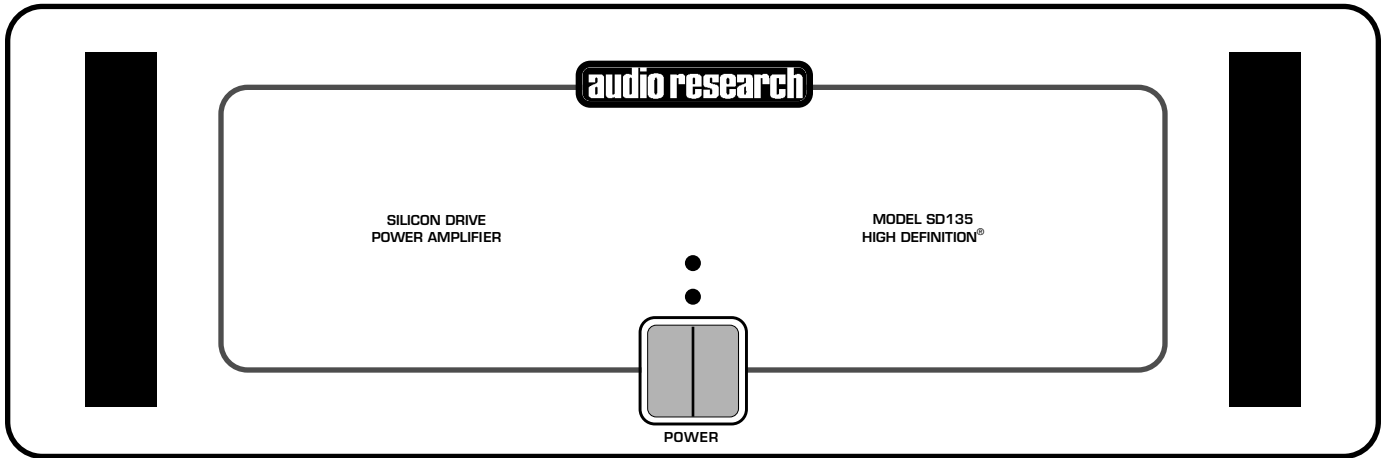 audio research
SILICON DRIVE
POWER AMPLIFIER
MODEL SD135
HIGH DEFINITION®
POWER